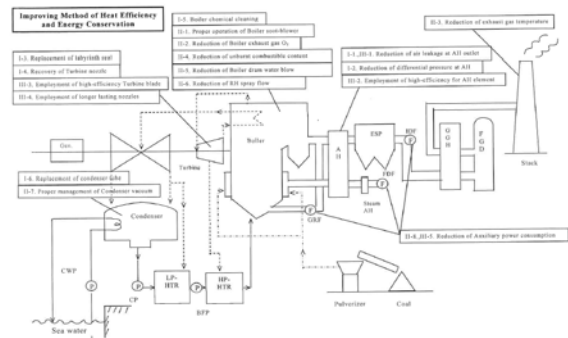 Improving Method of Heat Efficiency
and Energy Conservation
I-5. Boiler chemical cleaning
II-1. Proper operation of Boiler soot-blower
II-2. Reduction of Boiler exhaust gas O₂
II-4. Reduction of unburnt combustible content
II-5. Reduction of Boiler drum water blow
II-6. Reduction of RH spray flow
III-3. Reduction of exhaust gas temperature
I-3. Replacement of labyrinth seal
I-4. Recovery of Turbine nozzle
III-3. Employment of high-efficiency Turbine blade
III-4. Employment of longer lasting nozzles
I-1.,III-1. Reduction of air leakage at AH outlet
I-2. Reduction of differential pressure at AH
III-2. Employment of high-efficiency for AH element
Gen.
Turbine
Boiler
AH
ESP
IDF
P
GGH
FGD
Stack
FDF
P
Steam
AH
GRF
P
I-6. Replacement of condenser tube
II-7. Proper management of Condenser vacuum
Condenser
II-8.,III-5. Reduction of Auxiliary power consumption
CWP
P
CP
P
LP-
HTR
P
BFP
HP-
HTR
Pulverizer
Coal
Sea water